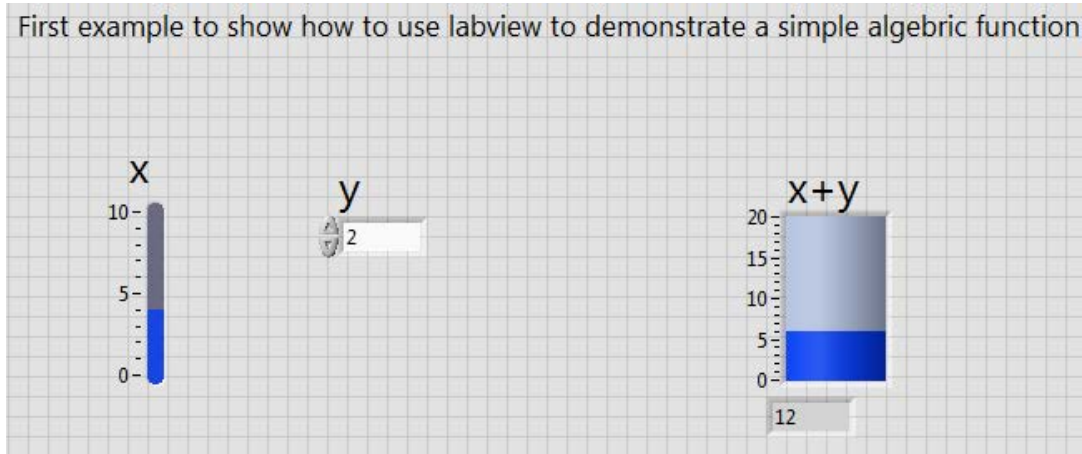 First example to show how to use labview to demonstrate a simple algebric function
x
10
5
0
y
2
x+y
20
15
10
5
0
12